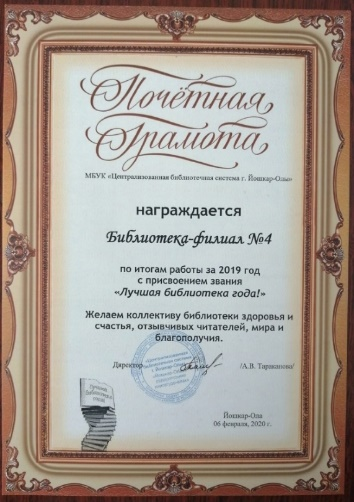 Почётная
Грамота
МБУК «Централизованная библиотечная система г. Йошкар-Олы»
награждается
Библиотека-филиал №4
по итогам работы за 2019 год
с присвоением звания
«Лучшая библиотека года!»
Желаем коллективу библиотеки здоровья и
счастья, отзывчивых читателей, мира и
благополучия.
Директор
Йошкар-Ола
06 февраля, 2020 г.